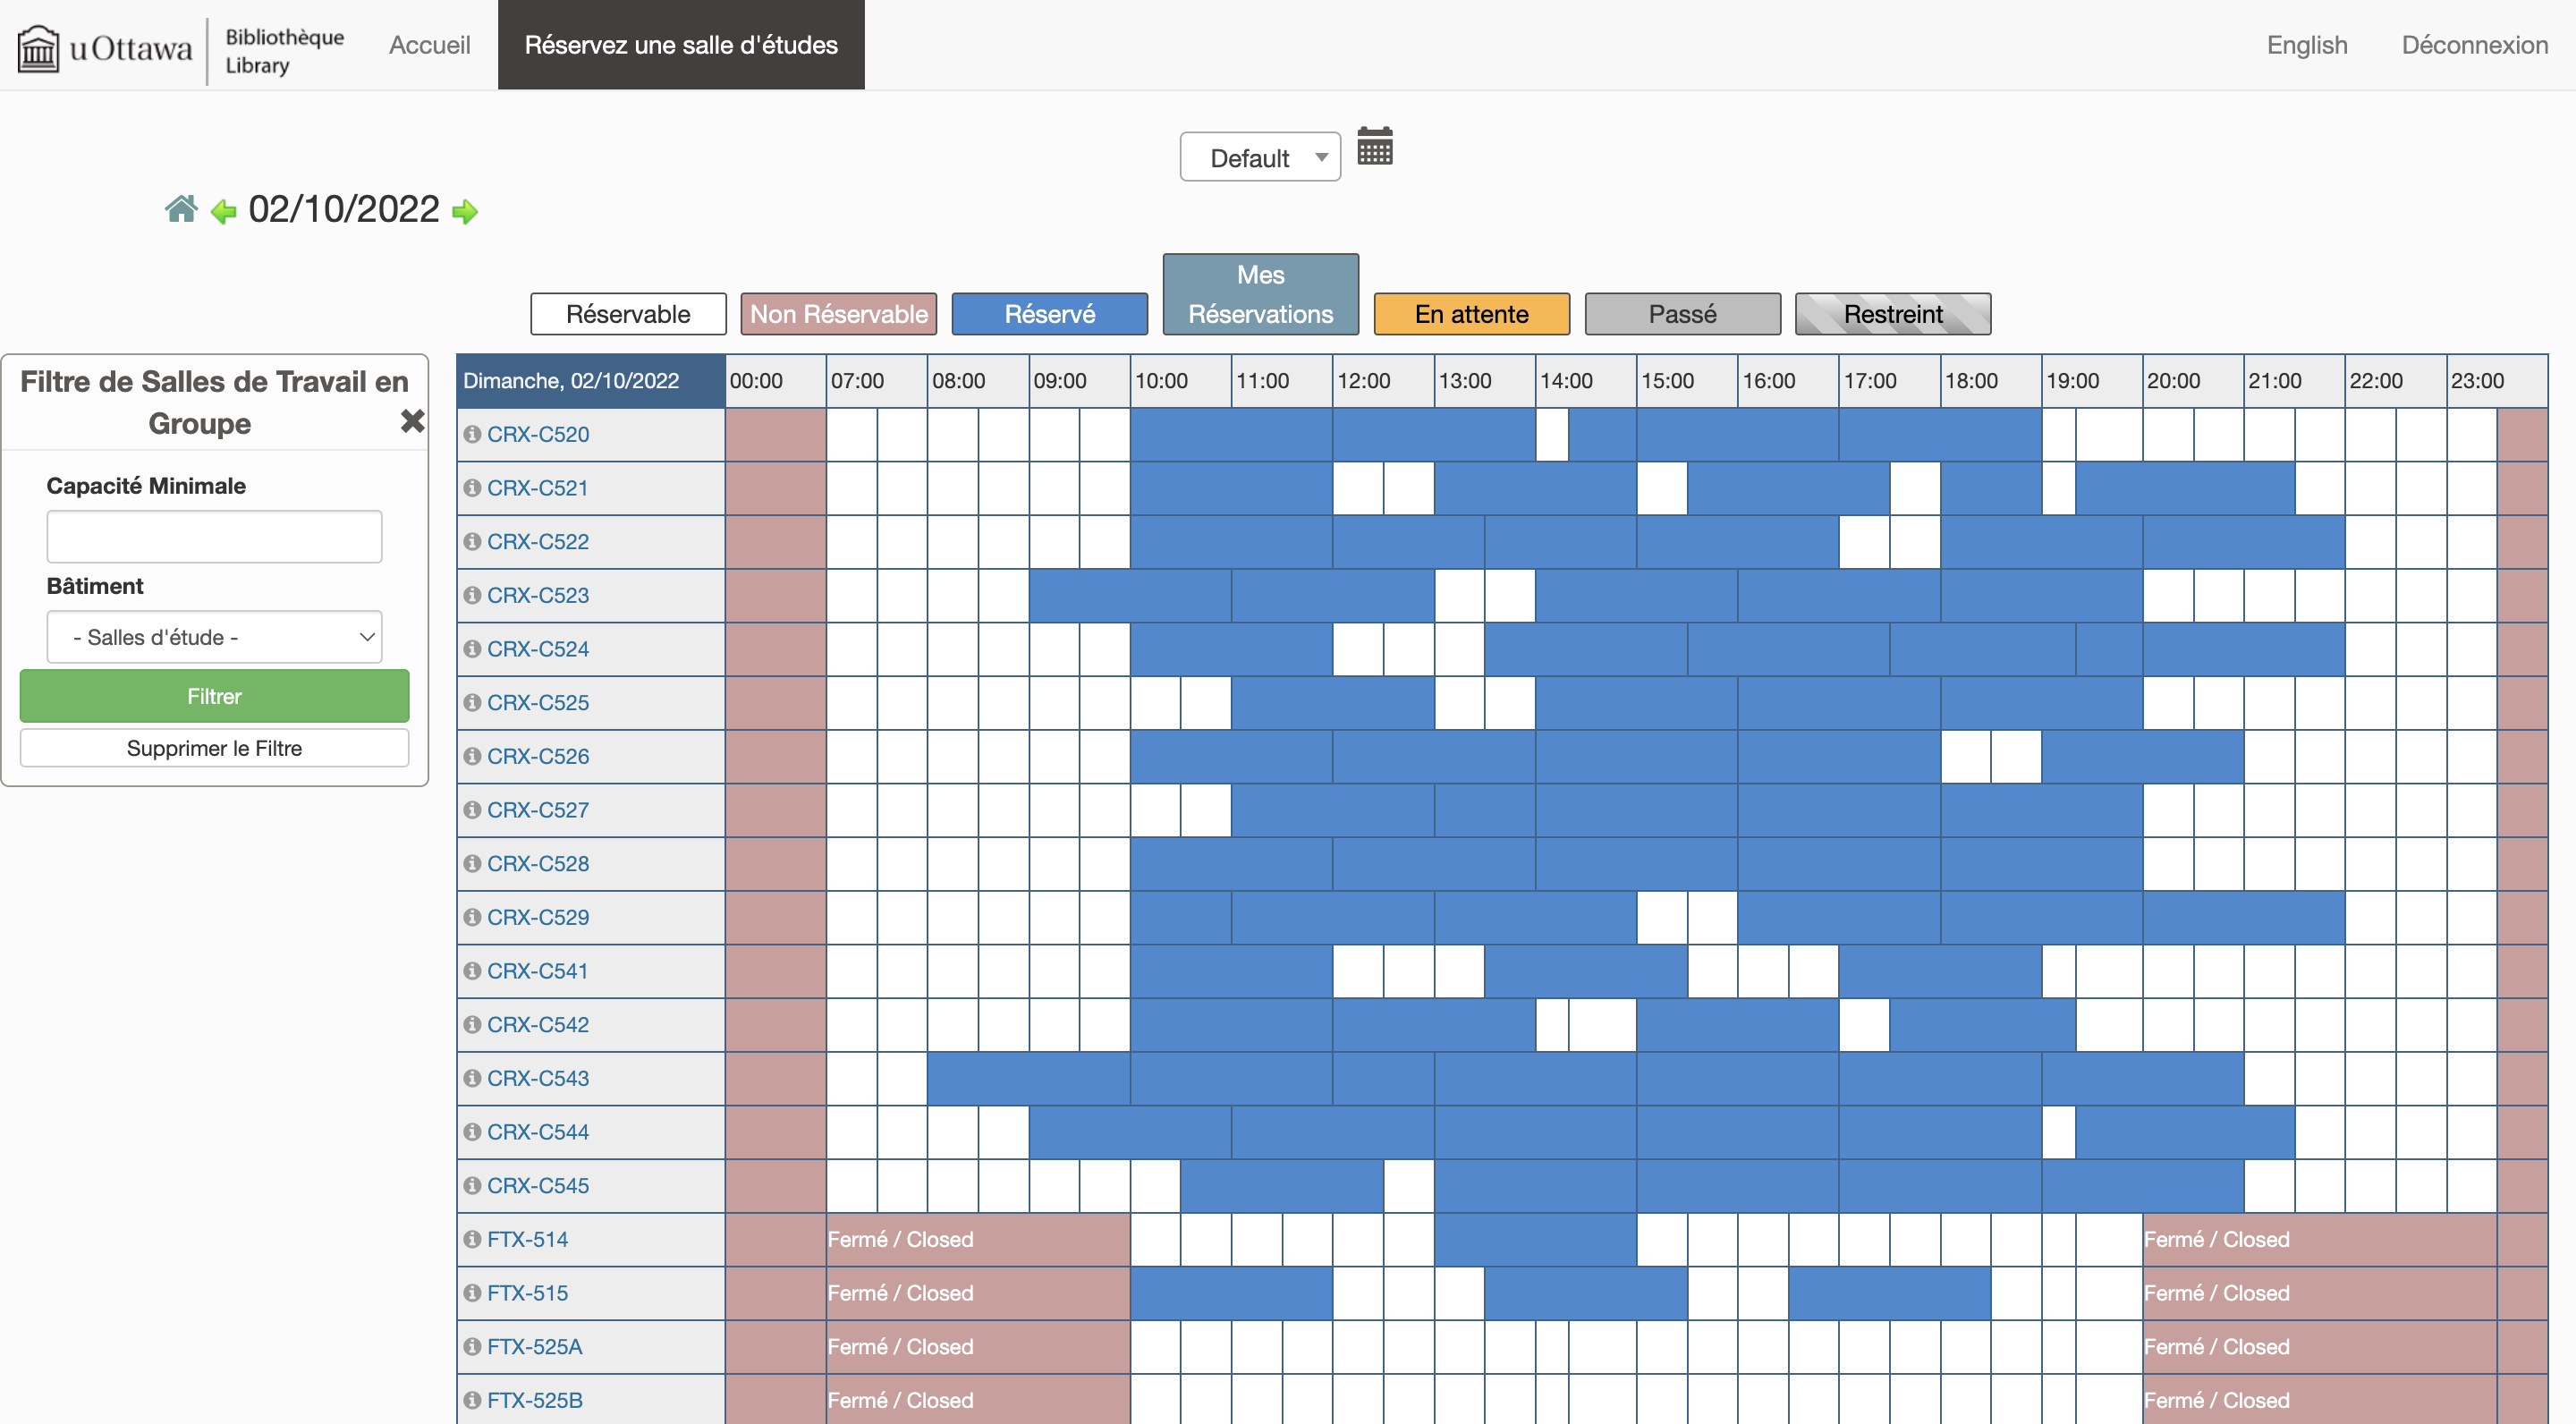 uOttawa
Bibliothèque
Library
Accueil
Réservez une salle d'études
English
Déconnexion
Default
02/10/2022
Réservable
Non Réservable
Réservé
Mes
Réservations
En attente
Passé
Restreint
Filtre de Salles de Travail en
Groupe
Capacité Minimale
Bâtiment
- Salles d'étude -
Filtrer
Supprimer le Filtre
Dimanche, 02/10/2022 00:00 07:00 08:00 09:00 10:00 11:00 12:00 13:00 14:00 15:00 16:00 17:00 18:00 19:00 20:00 21:00 22:00 23:00
CRX-C520
CRX-C521
CRX-C522
CRX-C523
CRX-C524
CRX-C525
CRX-C526
CRX-C527
CRX-C528
CRX-C529
CRX-C541
CRX-C542
CRX-C543
CRX-C544
CRX-C545
FTX-514 Fermé / Closed Fermé / Closed
FTX-515 Fermé / Closed Fermé / Closed
FTX-525A Fermé / Closed Fermé / Closed
FTX-525B Fermé / Closed Fermé / Closed